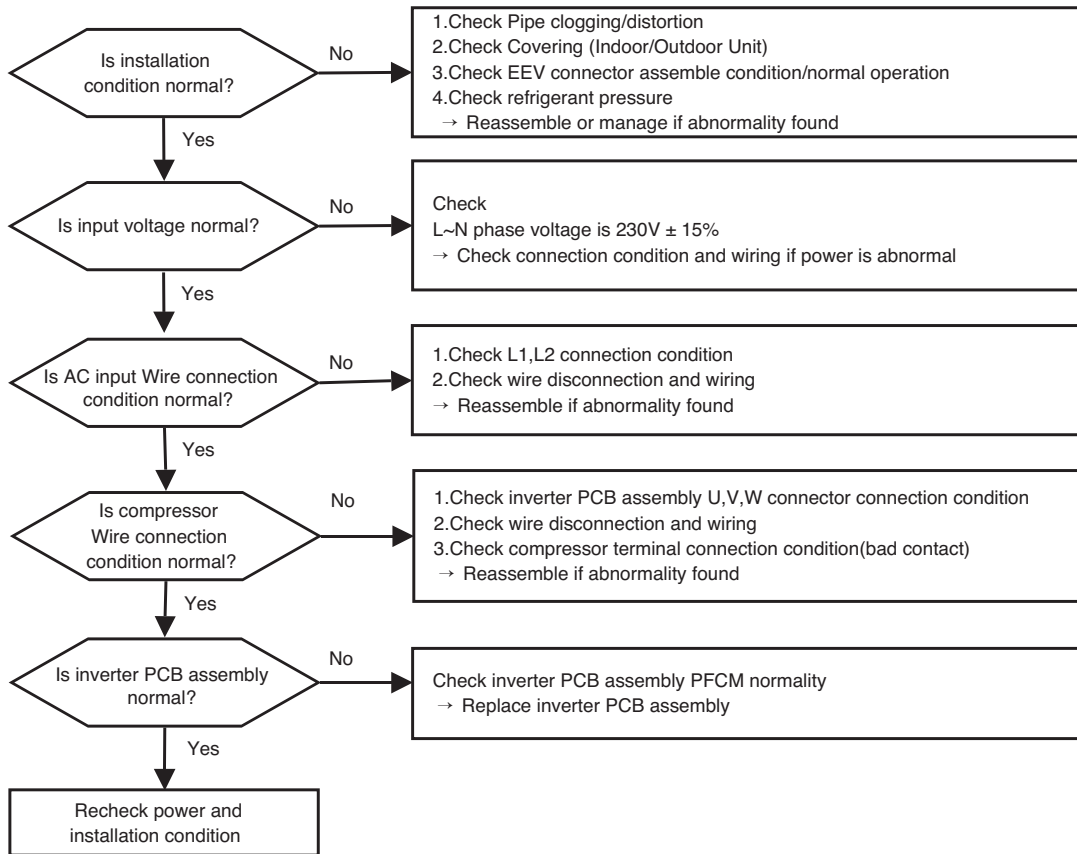 Is installation
condition normal?
No
1.Check Pipe clogging/distortion
2.Check Covering (Indoor/Outdoor Unit)
3.Check EEV connector assemble condition/normal operation
4.Check refrigerant pressure
→ Reassemble or manage if abnormality found
Yes
Is input voltage normal?
No
Check
L~N phase voltage is 230V ± 15%
→ Check connection condition and wiring if power is abnormal
Yes
Is AC input Wire connection
condition normal?
No
1.Check L1,L2 connection condition
2.Check wire disconnection and wiring
→ Reassemble if abnormality found
Yes
Is compressor
Wire connection
condition normal?
No
1.Check inverter PCB assembly U,V,W connector connection condition
2.Check wire disconnection and wiring
3.Check compressor terminal connection condition(bad contact)
→ Reassemble if abnormality found
Yes
Is inverter PCB assembly
normal?
No
Check inverter PCB assembly PFCM normality
→ Replace inverter PCB assembly
Yes
Recheck power and
installation condition